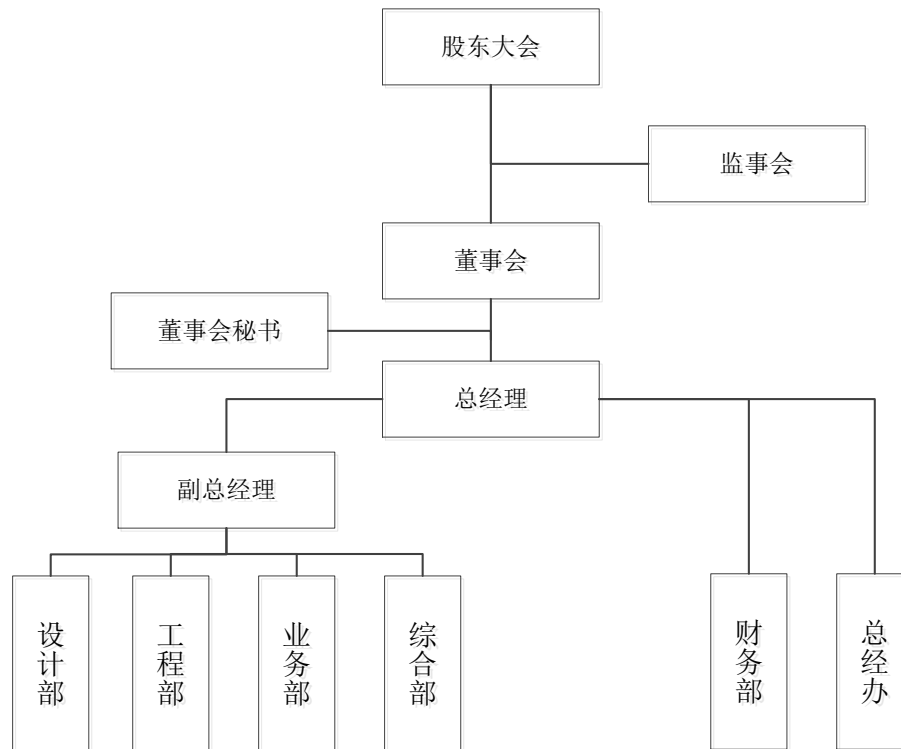 股东大会
监事会
董事会
董事会秘书
总经理
副总经理
设计部
工程部
业务部
综合部
财务部
总经办